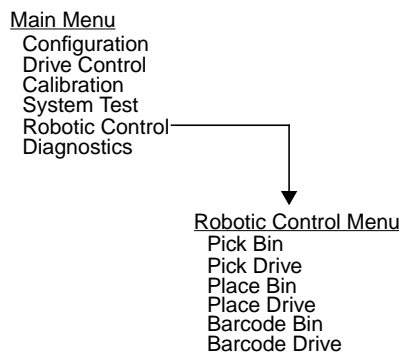 Main Menu
Configuration
Drive Control
Calibration
System Test
Robotic Control
Diagnostics
Robotic Control Menu
Pick Bin
Pick Drive
Place Bin
Place Drive
Barcode Bin
Barcode Drive